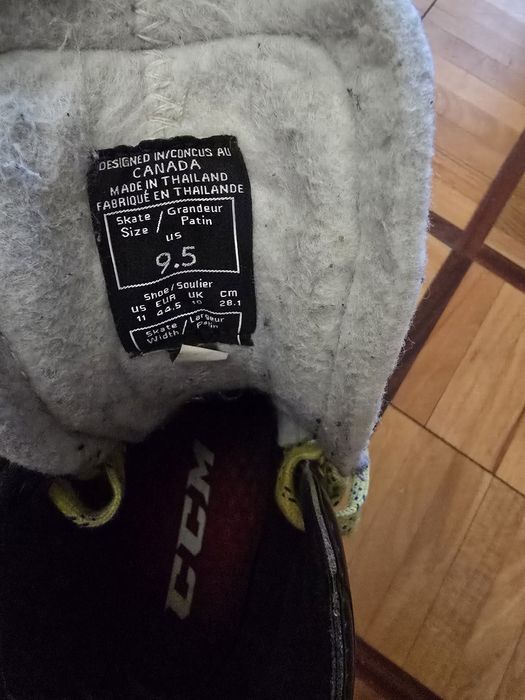 DESIGNED IN/CONCUS AU
CANADA
MADE IN THAILAND
FABRIQUÉ EN THAILANDE
Skate / Grandeur
Size / Patin
US
9.5
Shoe/Soulier
US EUR UK CM
11 44.5 10 28.1
Skate / Largeur
Width / Patin
CCM